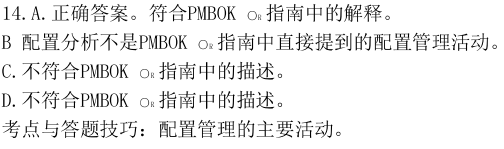 14.A.正确答案。符合PMBOK ○R指南中的解释。
B 配置分析不是PMBOK ○R指南中直接提到的配置管理活动。
C.不符合PMBOK ○R指南中的描述。
D.不符合PMBOK ○R指南中的描述。
考点与答题技巧：配置管理的主要活动。